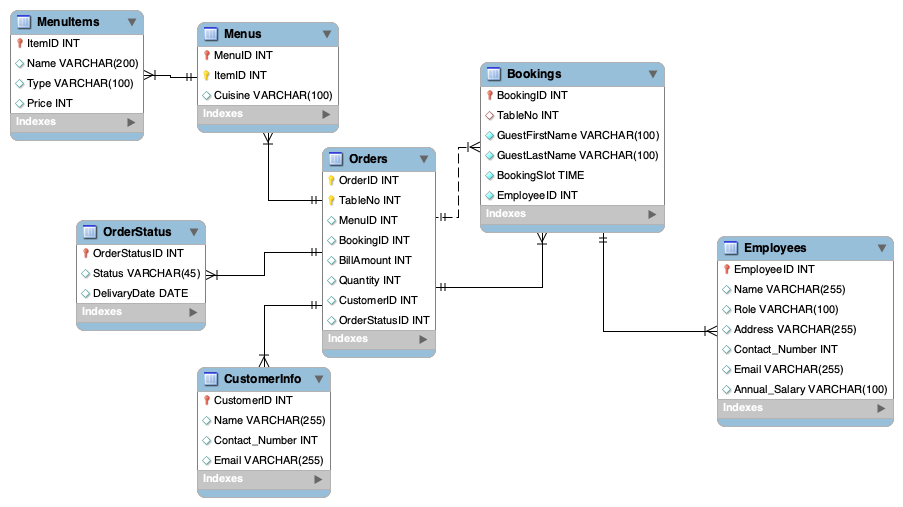 MenuItems
ItemID INT
Name VARCHAR(200)
Type VARCHAR(100)
Price INT
Indexes
Menus
MenuID INT
ItemID INT
Cuisine VARCHAR(100)
Indexes
Bookings
BookingID INT
TableNo INT
GuestFirstName VARCHAR(100)
GuestLastName VARCHAR(100)
BookingSlot TIME
EmployeeID INT
Indexes
Orders
OrderID INT
TableNo INT
MenuID INT
BookingID INT
BillAmount INT
Quantity INT
CustomerID INT
OrderStatusID INT
Indexes
OrderStatus
OrderStatusID INT
Status VARCHAR(45)
DelivaryDate DATE
Indexes
Employees
EmployeeID INT
Name VARCHAR(255)
Role VARCHAR(100)
Address VARCHAR(255)
Contact_Number INT
Email VARCHAR(255)
Annual_Salary VARCHAR(100)
Indexes
CustomerInfo
CustomerID INT
Name VARCHAR(255)
Contact_Number INT
Email VARCHAR(255)
Indexes